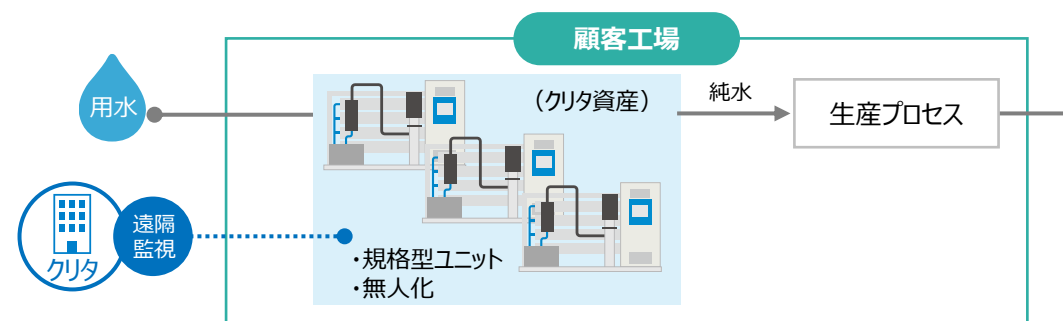 顧客工場
用水
（クリタ資産）
純水
生産プロセス
遠隔
監視
クリタ
・規格型ユニット
・無人化